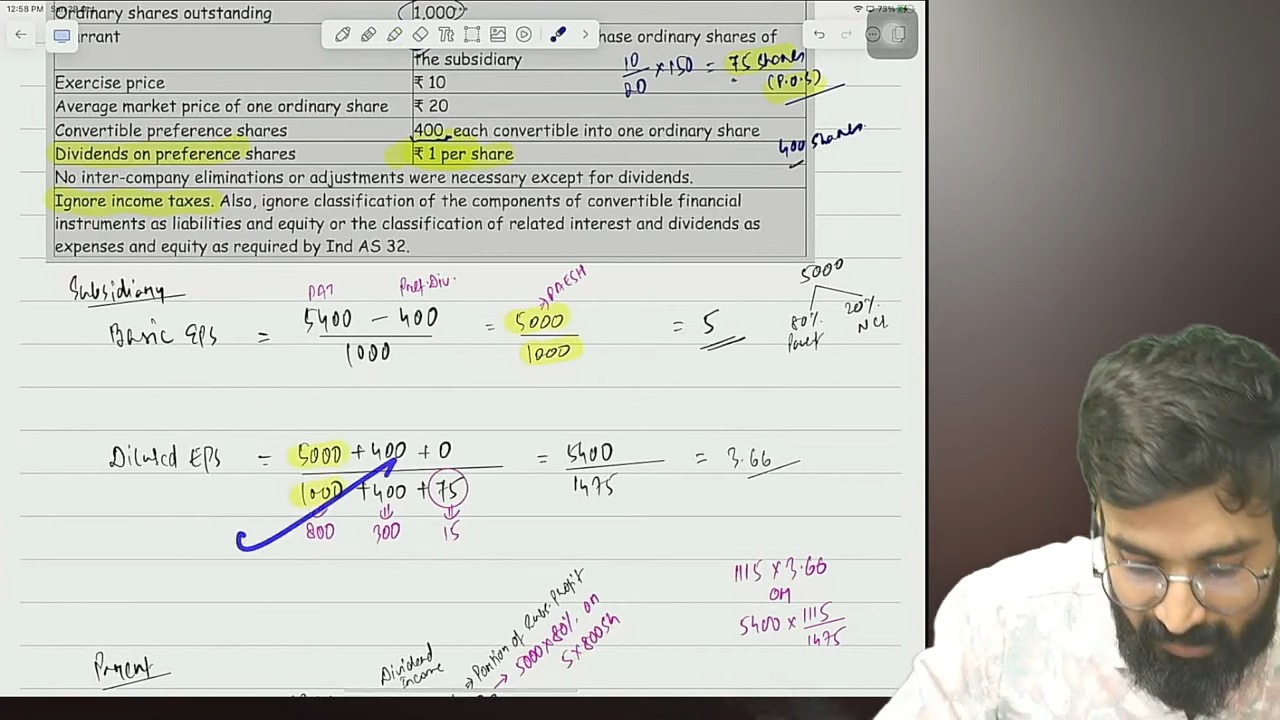 12:58 PM
73%
Ordinary shares outstanding 1,000
arrant hase ordinary shares of
the subsidiary
10/20 × 150 = 75 shares
(P.O.S)
Exercise price ₹ 10
Average market price of one ordinary share ₹ 20
Convertible preference shares 400 each convertible into one ordinary share
400 shares
Dividends on preference shares ₹ 1 per share
No inter-company eliminations or adjustments were necessary except for dividends.
Ignore income taxes. Also, ignore classification of the components of convertible financial
instruments as liabilities and equity or the classification of related interest and dividends as
expenses and equity as required by Ind AS 32.
Subsidiary
PAT Pref. Div. → PAESH
Basic EPS = 5400 – 400 / 1000 = 5000 / 1000 = 5
5000
80% Parent 20% NCI
Diluted EPS = 5000 + 400 + 0 / 1000 + 400 + 75 = 5400 / 1475 = 3.66
800 300 15
1115 × 3.66
OR
5400 × 1115/1475
Parent
Dividend Income
→ Portion of Subs. Profit
→ 5000 × 80% OR
5 × 800 sh